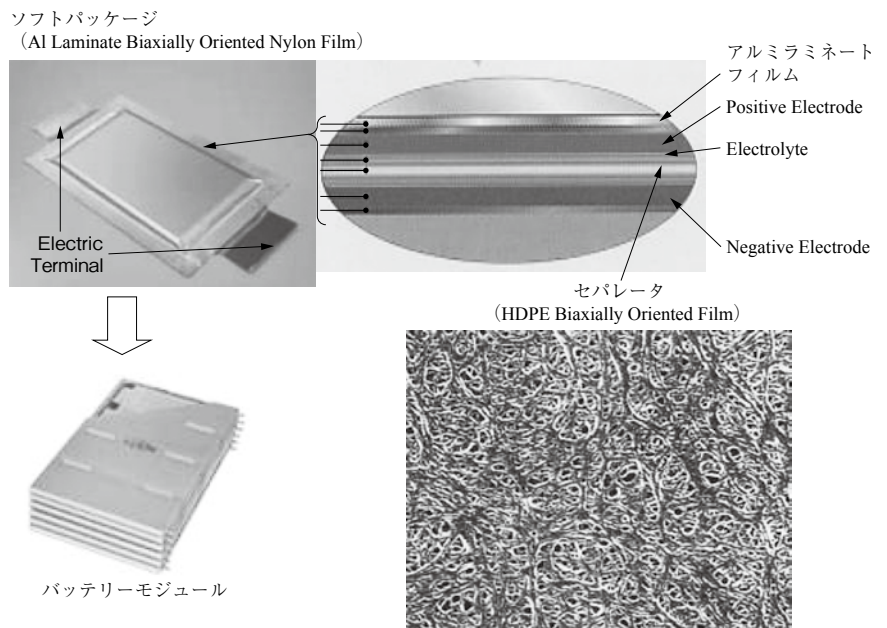 ソフトパッケージ
（Al Laminate Biaxially Oriented Nylon Film）
アルミラミネート
フィルム
Positive Electrode
Electrolyte
Negative Electrode
Electric
Terminal
セパレータ
（HDPE Biaxially Oriented Film）
バッテリーモジュール